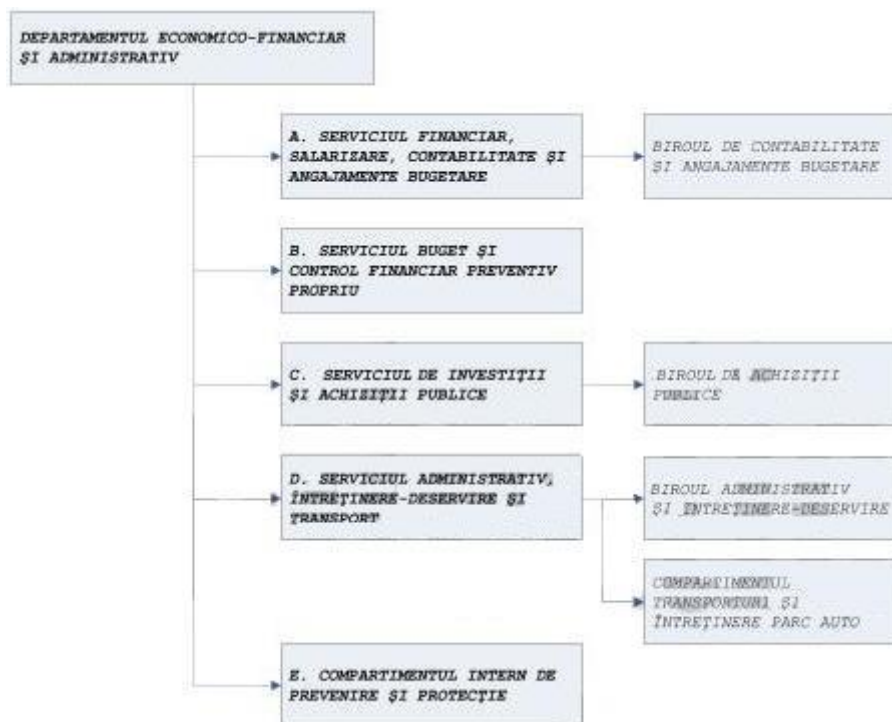 DEPARTAMENTUL ECONOMICO-FINANCIAR
ŞI ADMINISTRATIV
A. SERVICIUL FINANCIAR,
SALARIZARE, CONTABILITATE ŞI
ANGAJAMENTE BUGETARE
BIROUL DE CONTABILITATE
ŞI ANGAJAMENTE BUGETARE
B. SERVICIUL BUGET ŞI
CONTROL FINANCIAR PREVENTIV
PROPRIU
C. SERVICIUL DE INVESTIŢII
ŞI ACHIZIŢII PUBLICE
BIROUL DE ACHIZIŢII
PUBLICE
D. SERVICIUL ADMINISTRATIV,
ÎNTREŢINERE-DESERVIRE ŞI
TRANSPORT
BIROUL ADMINISTRATIV
ŞI ÎNTREŢINERE-DESERVIRE
COMPARTIMENTUL
TRANSPORTURI ŞI
ÎNTREŢINERE PARC AUTO
E. COMPARTIMENTUL INTERN DE
PREVENIRE ŞI PROTECŢIE